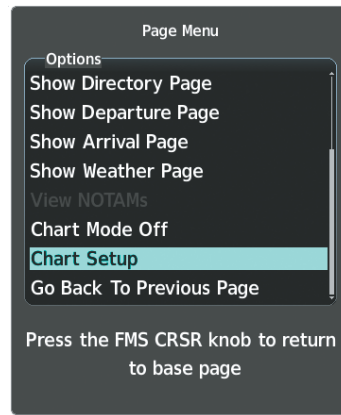 Page Menu
Options
Show Directory Page
Show Departure Page
Show Arrival Page
Show Weather Page
View NOTAMs
Chart Mode Off
Chart Setup
Go Back To Previous Page
Press the FMS CRSR knob to return
to base page